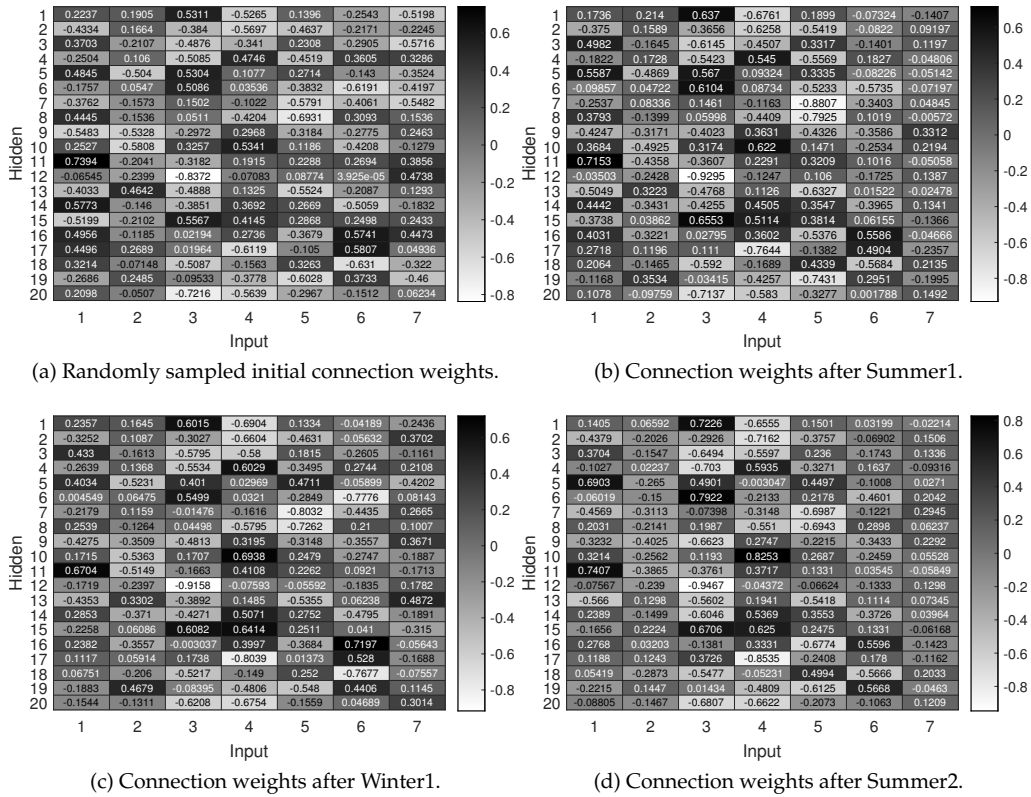 1 0.2237 0.1905 0.5311 -0.5265 0.1396 -0.2543 -0.5198
2 -0.4334 0.1664 -0.384 -0.5697 -0.4637 -0.2171 -0.2245
3 0.3703 -0.2107 -0.4876 -0.341 0.2308 -0.2905 -0.5716
4 -0.2504 0.106 -0.5085 0.4746 -0.4519 0.3605 0.3286
5 0.4845 -0.504 0.5304 0.1077 0.2714 -0.143 -0.3524
6 -0.1757 0.0547 0.5086 0.03536 -0.3832 -0.6191 -0.4197
7 -0.3762 -0.1573 0.1502 -0.1022 -0.5791 -0.4061 -0.5482
8 0.4445 -0.1536 0.0511 -0.4204 -0.6931 0.3093 0.1536
9 -0.5483 -0.5328 -0.2972 0.2968 -0.3184 -0.2775 0.2463
10 0.2527 -0.5808 0.3257 0.5341 0.1186 -0.4208 -0.1279
11 0.7394 -0.2041 -0.3182 0.1915 0.2288 0.2694 0.3856
12 -0.06545 -0.2399 -0.8372 -0.07083 0.08774 3.925e-05 0.4738
13 -0.4033 0.4642 -0.4888 0.1325 -0.5524 -0.2087 0.1293
14 0.5773 -0.146 -0.3851 0.3692 0.2669 -0.5059 -0.1832
15 -0.5199 -0.2102 0.5567 0.4145 0.2868 0.2498 0.2433
16 0.4956 -0.1185 0.02194 0.2736 -0.3679 0.5741 0.4473
17 0.4496 0.2689 0.01964 -0.6119 -0.105 0.5807 0.04936
18 0.3214 -0.07148 -0.5087 -0.1563 0.3263 -0.631 -0.322
19 -0.2686 0.2485 -0.09533 -0.3778 -0.6028 0.3733 -0.46
20 0.2098 -0.0507 -0.7216 -0.5639 -0.2967 -0.1512 0.06234
1 2 3 4 5 6 7
Input
Hidden
0.6
0.4
0.2
0
-0.2
-0.4
-0.6
-0.8
(a) Randomly sampled initial connection weights.
1 0.1736 0.214 0.637 -0.6761 0.1899 -0.07324 -0.1407
2 -0.375 0.1589 -0.3656 -0.6258 -0.5419 -0.0822 0.09197
3 0.4982 -0.1645 -0.6145 -0.4507 0.3317 -0.1401 0.1197
4 -0.1822 0.1728 -0.5423 0.545 -0.5569 0.1827 -0.04806
5 0.5587 -0.4869 0.567 0.09324 0.3335 -0.08226 -0.05142
6 -0.09857 0.04722 0.6104 0.08734 -0.5233 -0.5735 -0.07197
7 -0.2537 0.08336 0.1461 -0.1163 -0.8807 -0.3403 0.04845
8 0.3793 -0.1399 0.05998 -0.4409 -0.7925 0.1019 -0.00572
9 -0.4247 -0.3171 -0.4023 0.3631 -0.4326 -0.3586 0.3312
10 0.3684 -0.4925 0.3174 0.622 0.1471 -0.2534 0.2194
11 0.7153 -0.4358 -0.3607 0.2291 0.3209 0.1016 -0.05058
12 -0.03503 -0.2428 -0.9295 -0.1247 0.106 -0.1725 0.1387
13 -0.5049 0.3223 -0.4768 0.1126 -0.6327 0.01522 -0.02478
14 0.4442 -0.3431 -0.4255 0.4505 0.3547 -0.3965 0.1341
15 -0.3738 0.03862 0.6553 0.5114 0.3814 0.06155 -0.1366
16 0.4031 -0.3221 0.02795 0.3602 -0.5376 0.5586 -0.04666
17 0.2718 0.1196 0.111 -0.7644 -0.1382 0.4904 -0.2357
18 0.2064 -0.1465 -0.592 -0.1689 0.4339 -0.5684 0.2135
19 -0.1168 0.3534 -0.03415 -0.4257 -0.7431 0.2951 -0.1995
20 0.1078 -0.09759 -0.7137 -0.583 -0.3277 0.001788 0.1492
1 2 3 4 5 6 7
Input
Hidden
0.6
0.4
0.2
0
-0.2
-0.4
-0.6
-0.8
(b) Connection weights after Summer1.
1 0.2357 0.1645 0.6015 -0.6904 0.1334 -0.04189 -0.2436
2 -0.3252 0.1087 -0.3027 -0.6604 -0.4631 -0.05632 0.3702
3 0.433 -0.1613 -0.5795 -0.58 0.1815 -0.2605 -0.1161
4 -0.2639 0.1368 -0.5534 0.6029 -0.3495 0.2744 0.2108
5 0.4034 -0.5231 0.401 0.02969 0.4711 -0.05899 -0.4202
6 0.004549 0.06475 0.5499 0.0321 -0.2849 -0.7776 0.08143
7 -0.2179 0.1159 -0.01476 -0.1616 -0.8032 -0.4435 0.2665
8 0.2539 -0.1264 0.04498 -0.5795 -0.7262 0.21 0.1007
9 -0.4275 -0.3509 -0.4813 0.3195 -0.3148 -0.3557 0.3671
10 0.1715 -0.5363 0.1707 0.6938 0.2479 -0.2747 -0.1887
11 0.6704 -0.5149 -0.1663 0.4108 0.2262 0.0921 -0.1713
12 -0.1719 -0.2397 -0.9158 -0.07593 -0.05592 -0.1835 0.1782
13 -0.4353 0.3302 -0.3892 0.1485 -0.5355 0.06238 0.4872
14 0.2853 -0.371 -0.4271 0.5071 0.2752 -0.4795 -0.1891
15 -0.2258 0.06086 0.6082 0.6414 0.2511 0.041 -0.315
16 0.2382 -0.3557 -0.003037 0.3997 -0.3684 0.7197 -0.05643
17 0.1117 0.05914 0.1738 -0.8039 0.01373 0.528 -0.1688
18 0.06751 -0.206 -0.5217 -0.149 0.252 -0.7677 -0.07557
19 -0.1883 0.4679 -0.08395 -0.4806 -0.548 0.4406 0.1145
20 -0.1544 -0.1311 -0.6208 -0.6754 -0.1559 0.04689 0.3014
1 2 3 4 5 6 7
Input
Hidden
0.6
0.4
0.2
0
-0.2
-0.4
-0.6
-0.8
(c) Connection weights after Winter1.
1 0.1405 0.06592 0.7226 -0.6555 0.1501 0.03199 -0.02214
2 -0.4379 -0.2026 -0.2926 -0.7162 -0.3757 -0.06902 0.1506
3 0.3704 -0.1547 -0.6494 -0.5597 0.236 -0.1743 0.1336
4 -0.1027 0.02237 -0.703 0.5935 -0.3271 0.1637 -0.09316
5 0.6903 -0.265 0.4901 -0.003047 0.4497 -0.1008 0.0271
6 -0.06019 -0.15 0.7922 -0.2133 0.2178 -0.4601 0.2042
7 -0.4569 -0.3113 -0.07398 -0.3148 -0.6987 -0.1221 0.2945
8 0.2031 -0.2141 0.1987 -0.551 -0.6943 0.2898 0.06237
9 -0.3232 -0.4025 -0.6623 0.2747 -0.2215 -0.3433 0.2292
10 0.3214 -0.2562 0.1193 0.8253 0.2687 -0.2459 0.05528
11 0.7407 -0.3865 -0.3761 0.3717 0.1331 0.03545 -0.05849
12 -0.07567 -0.239 -0.9467 -0.04372 -0.06624 -0.1333 0.1298
13 -0.566 0.1298 -0.5602 0.1941 -0.5418 0.1114 0.07345
14 0.2389 -0.1499 -0.6046 0.5369 0.3553 -0.3726 0.03964
15 -0.1656 0.2224 0.6706 0.625 0.2475 0.1331 -0.06168
16 0.2768 0.03203 -0.1381 0.3331 -0.6774 0.5596 -0.1423
17 0.1188 0.1243 0.3726 -0.8535 -0.2408 0.178 -0.1162
18 0.05419 -0.2873 -0.5477 -0.05231 0.4994 -0.5666 0.2033
19 -0.2215 0.1447 0.01434 -0.4809 -0.6125 0.5668 -0.0463
20 -0.08805 -0.1467 -0.6807 -0.6622 -0.2073 -0.1063 0.1209
1 2 3 4 5 6 7
Input
Hidden
0.8
0.6
0.4
0.2
0
-0.2
-0.4
-0.6
-0.8
(d) Connection weights after Summer2.